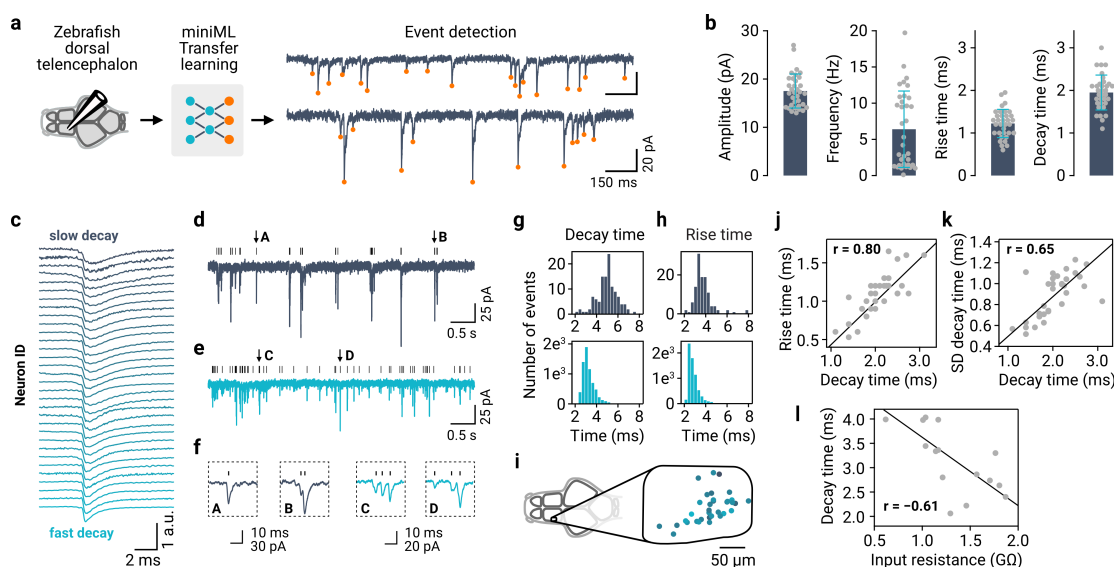 a
Zebrafish
dorsal
telencephalon
miniML
Transfer
learning
Event detection
150 ms
20 pA
b
Amplitude (pA)
30
20
10
0
Frequency (Hz)
20
15
10
5
0
Rise time (ms)
3
2
1
0
Decay time (ms)
3
2
1
0
c
slow decay
Neuron ID
fast decay
2 ms
1 a.u.
d
A
B
25 pA
0.5 s
e
C
D
25 pA
0.5 s
f
A
B
C
D
10 ms
30 pA
10 ms
20 pA
g
Decay time
Number of events
20
10
0
2 4 6 8
2e³
1e³
0
2 4 6 8
Time (ms)
h
Rise time
20
0
2 4 6 8
2e³
1e³
0
2 4 6 8
Time (ms)
i
50 µm
j
r = 0.80
Rise time (ms)
1.5
1.0
0.5
1.0 2.0 3.0
Decay time (ms)
k
r = 0.65
SD decay time (ms)
1.4
1.2
1.0
0.8
0.6
0.4
1.0 2.0 3.0
Decay time (ms)
l
Decay time (ms)
4.0
3.5
3.0
2.5
2.0
r = −0.61
0.5 1.0 1.5 2.0
Input resistance (GΩ)